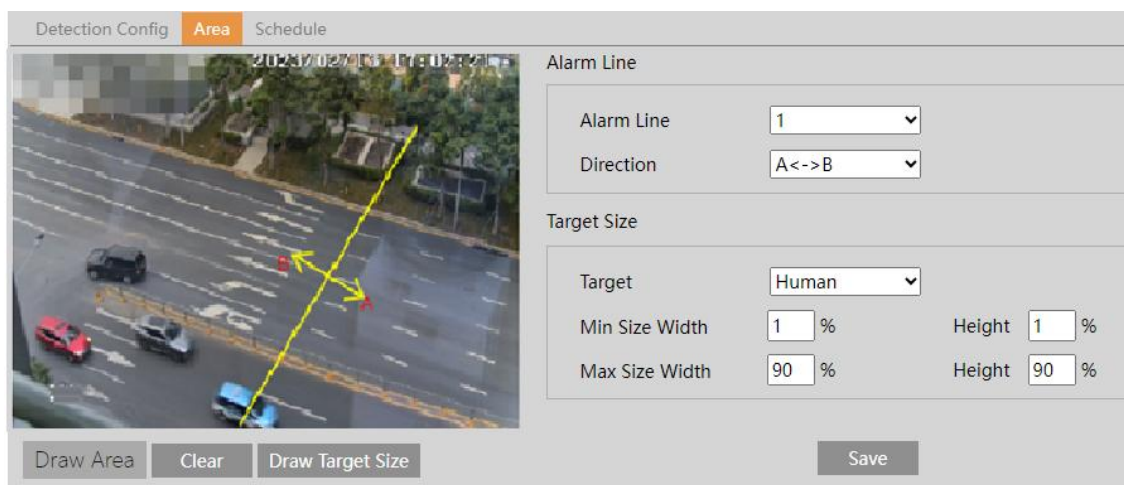 Detection Config Area Schedule
Alarm Line
Alarm Line 1
Direction A<->B
Target Size
Target Human
Min Size Width 1 % Height 1 %
Max Size Width 90 % Height 90 %
B
A
Draw Area Clear Draw Target Size Save